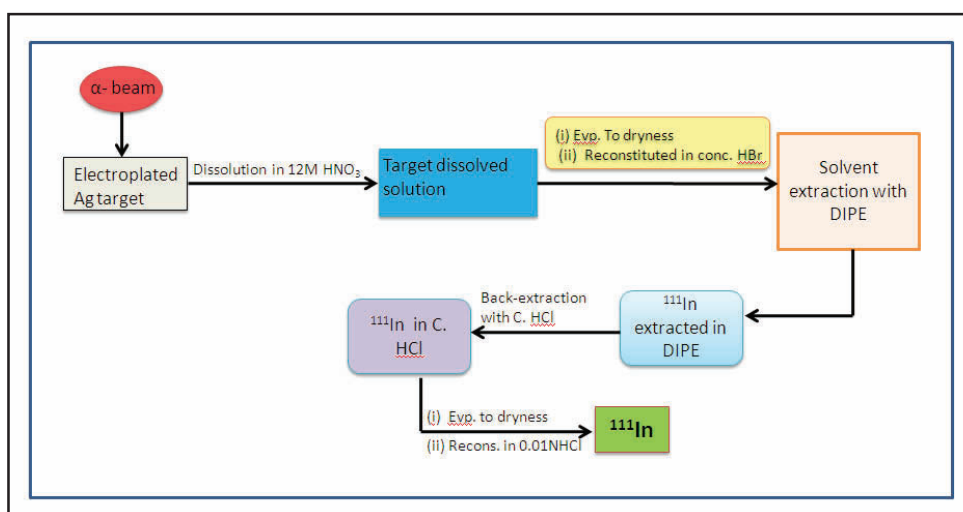 α- beam
Electroplated
Ag target
Dissolution in 12M HNO₃
Target dissolved
solution
(i) Evp. To dryness
(ii) Reconstituted in conc. HBr
Solvent
extraction with
DIPE
¹¹¹In
extracted in
DIPE
Back-extraction
with C. HCl
¹¹¹In in C.
HCl
(i) Evp. to dryness
(ii) Recons. in 0.01NHCl
¹¹¹In